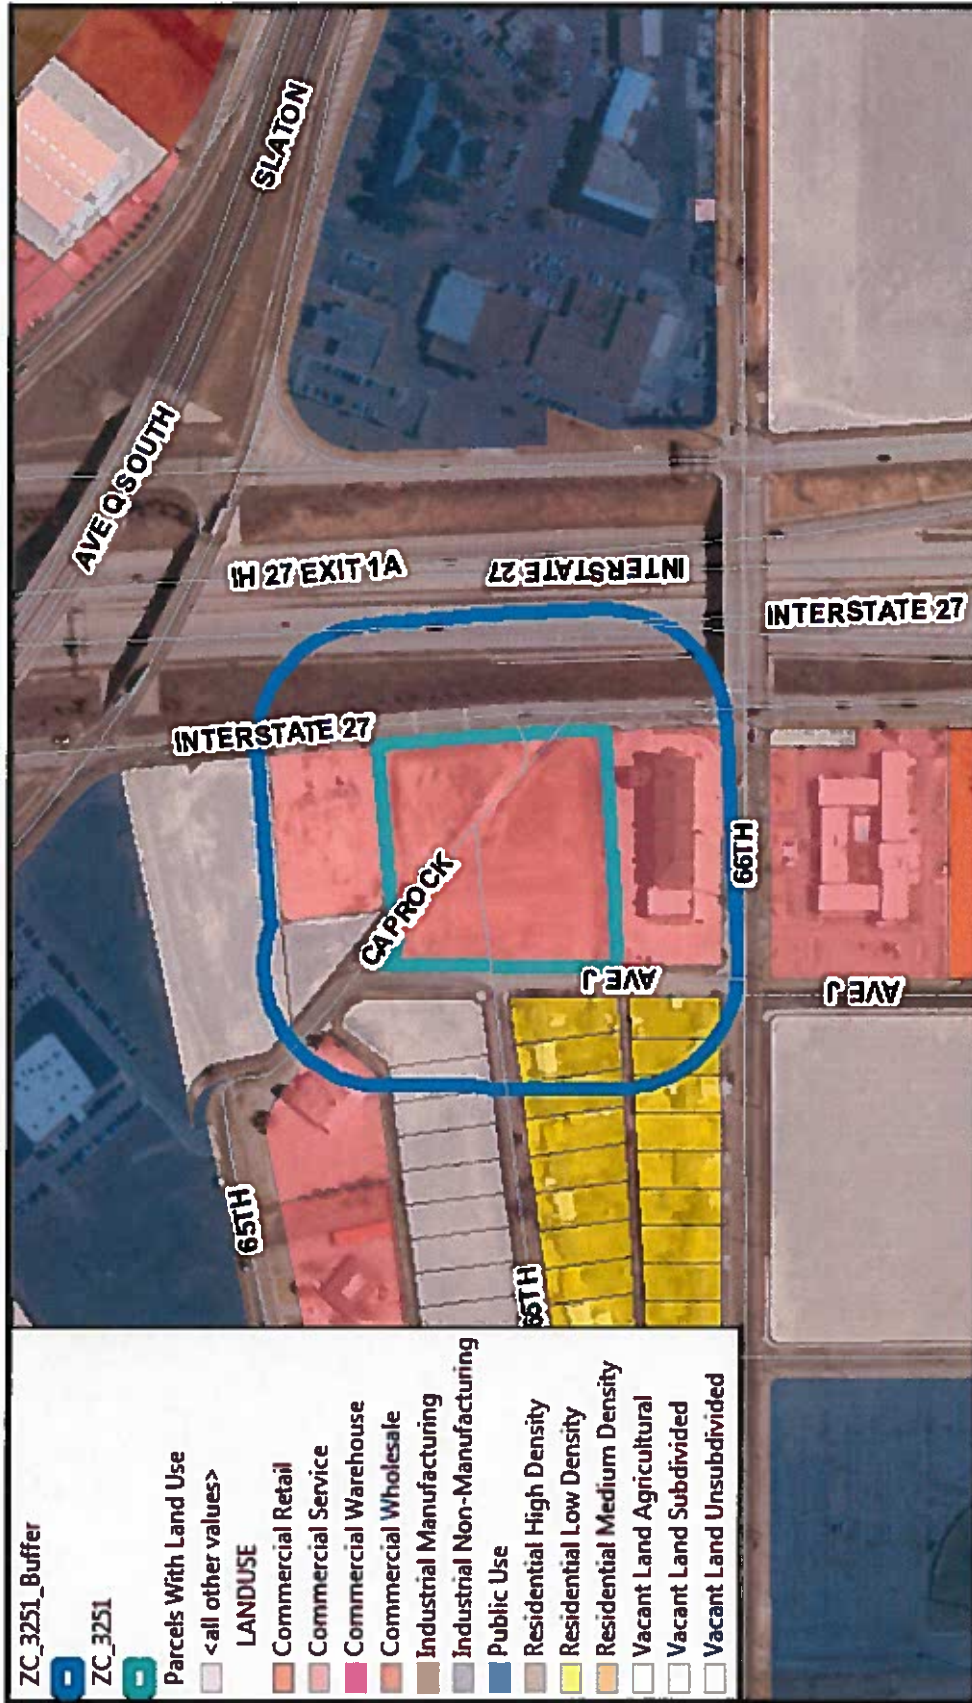 ZC_3251_Buffer
ZC_3251
Parcels With Land Use
<all other values>
LANDUSE
Commercial Retail
Commercial Service
Commercial Warehouse
Commercial Wholesale
Industrial Manufacturing
Industrial Non-Manufacturing
Public Use
Residential High Density
Residential Low Density
Residential Medium Density
Vacant Land Agricultural
Vacant Land Subdivided
Vacant Land Unsubdivided
SLATON
AVE Q SOUTH
IH 27 EXIT 1A
INTERSTATE 27
INTERSTATE 27
INTERSTATE 27
CAPROCK
65TH
AVE J
66TH
AVE J